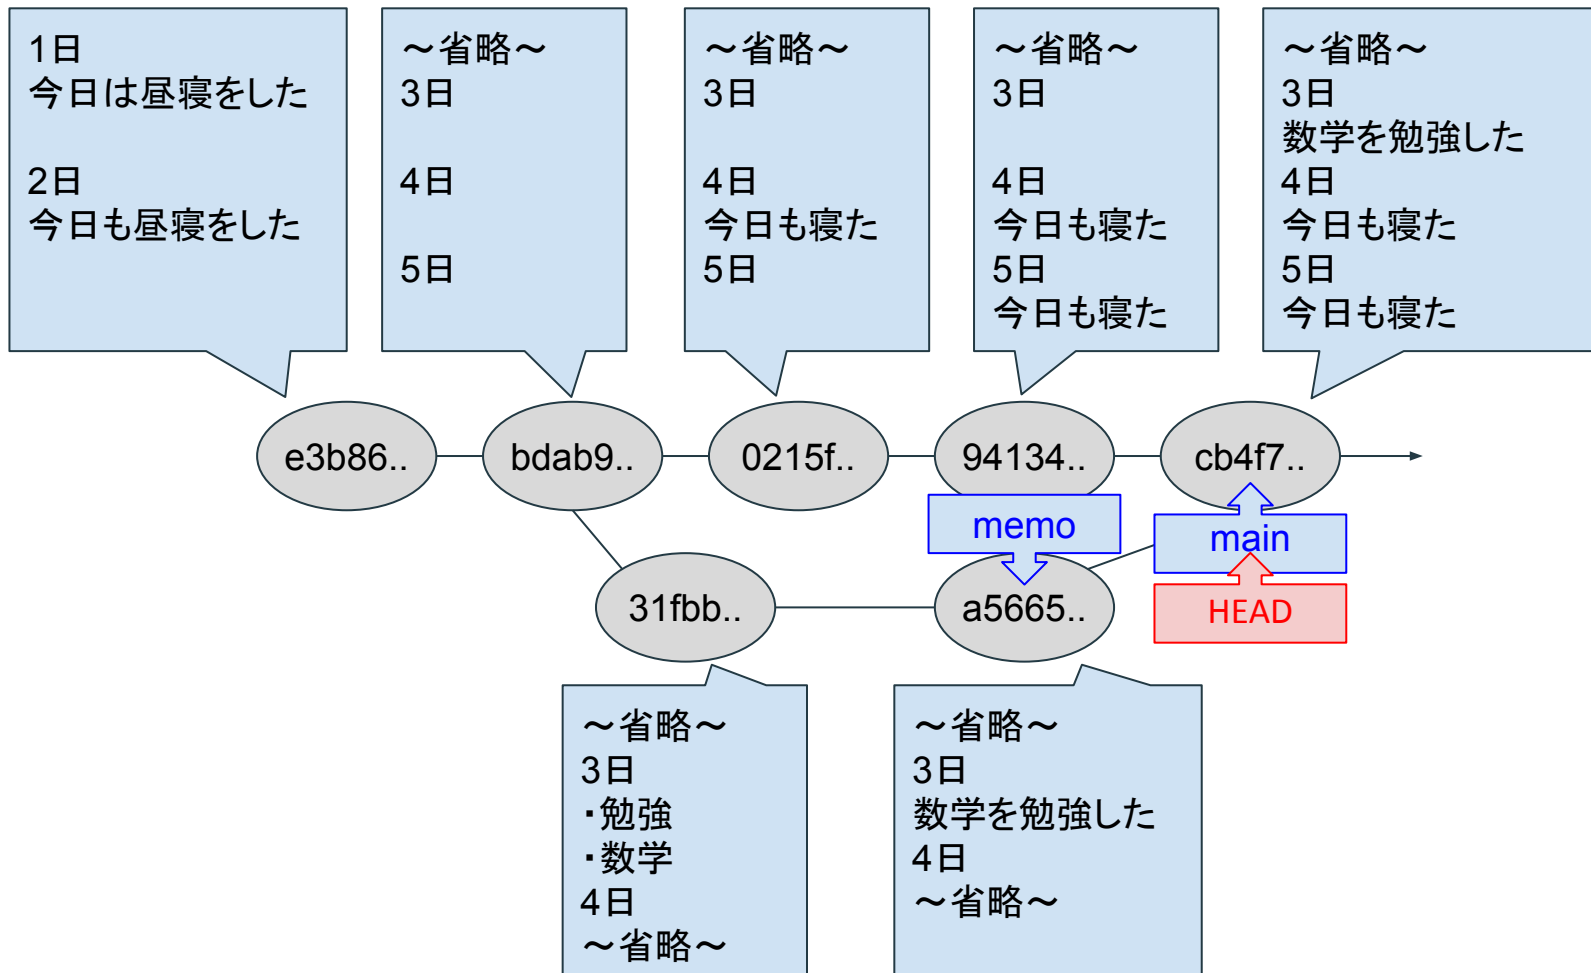 1日
今日は昼寝をした
2日
今日も昼寝をした
～省略～
3日
4日
5日
～省略～
3日
4日
今日も寝た
5日
～省略～
3日
4日
今日も寝た
5日
今日も寝た
～省略～
3日
数学を勉強した
4日
今日も寝た
5日
今日も寝た
e3b86..
bdab9..
0215f..
94134..
cb4f7..
memo
main
31fbb..
a5665..
HEAD
～省略～
3日
・勉強
・数学
4日
～省略～
～省略～
3日
数学を勉強した
4日
～省略～